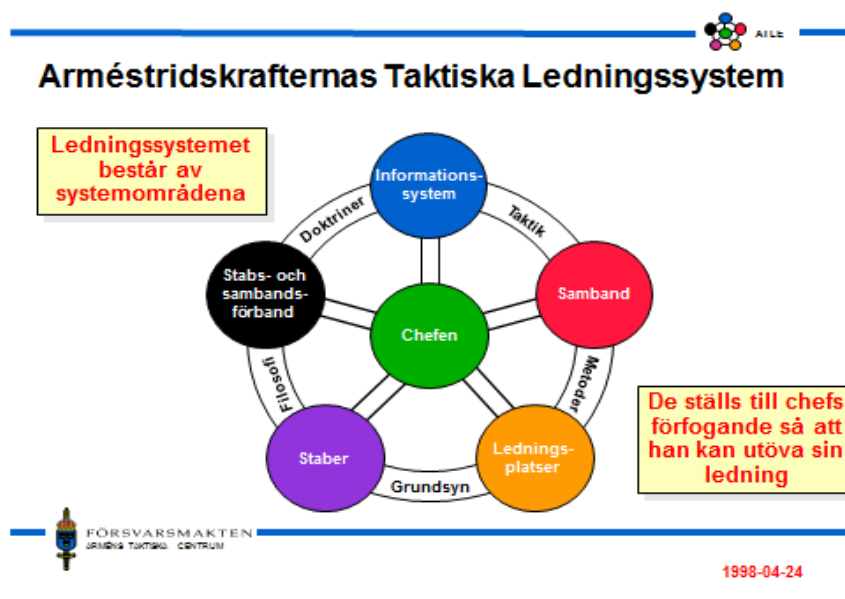 ATLE
Arméstridskrafternas Taktiska Ledningssystem
Ledningssystemet
består av
systemområdena
Informations-
system
Doktriner
Taktik
Stabs- och
sambands-
förband
Samband
Chefen
Filosofi
Metoder
Staber
Lednings-
platser
Grundsyn
De ställs till chefs
förfogande så att
han kan utöva sin
ledning
FÖRSVARSMAKTEN
ARMÉNS TAKTISKA CENTRUM
1998-04-24